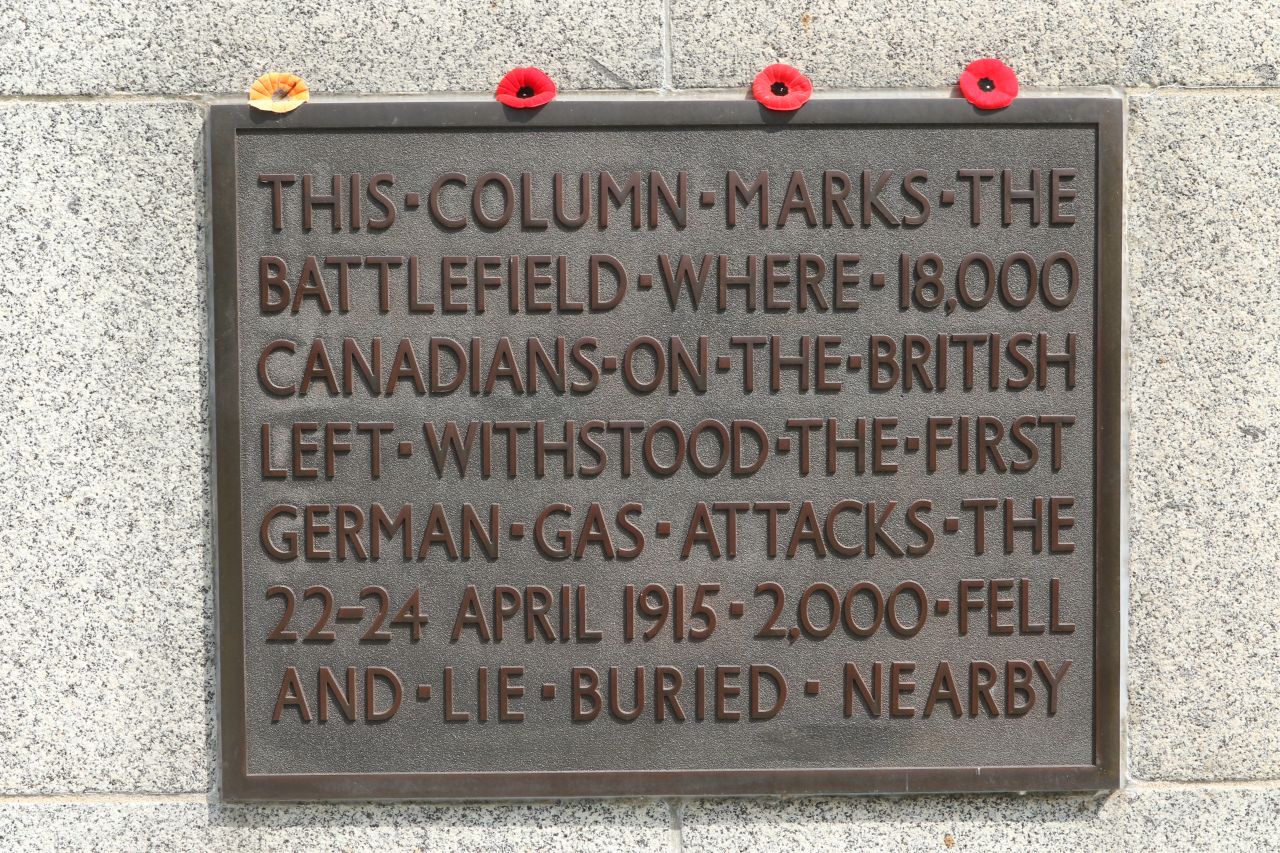 THIS·COLUMN·MARKS·THE
BATTLEFIELD·WHERE·18,000
CANADIANS·ON·THE·BRITISH
LEFT·WITHSTOOD·THE·FIRST
GERMAN·GAS·ATTACKS·THE
22-24 APRIL 1915·2,000·FELL
AND·LIE·BURIED·NEARBY